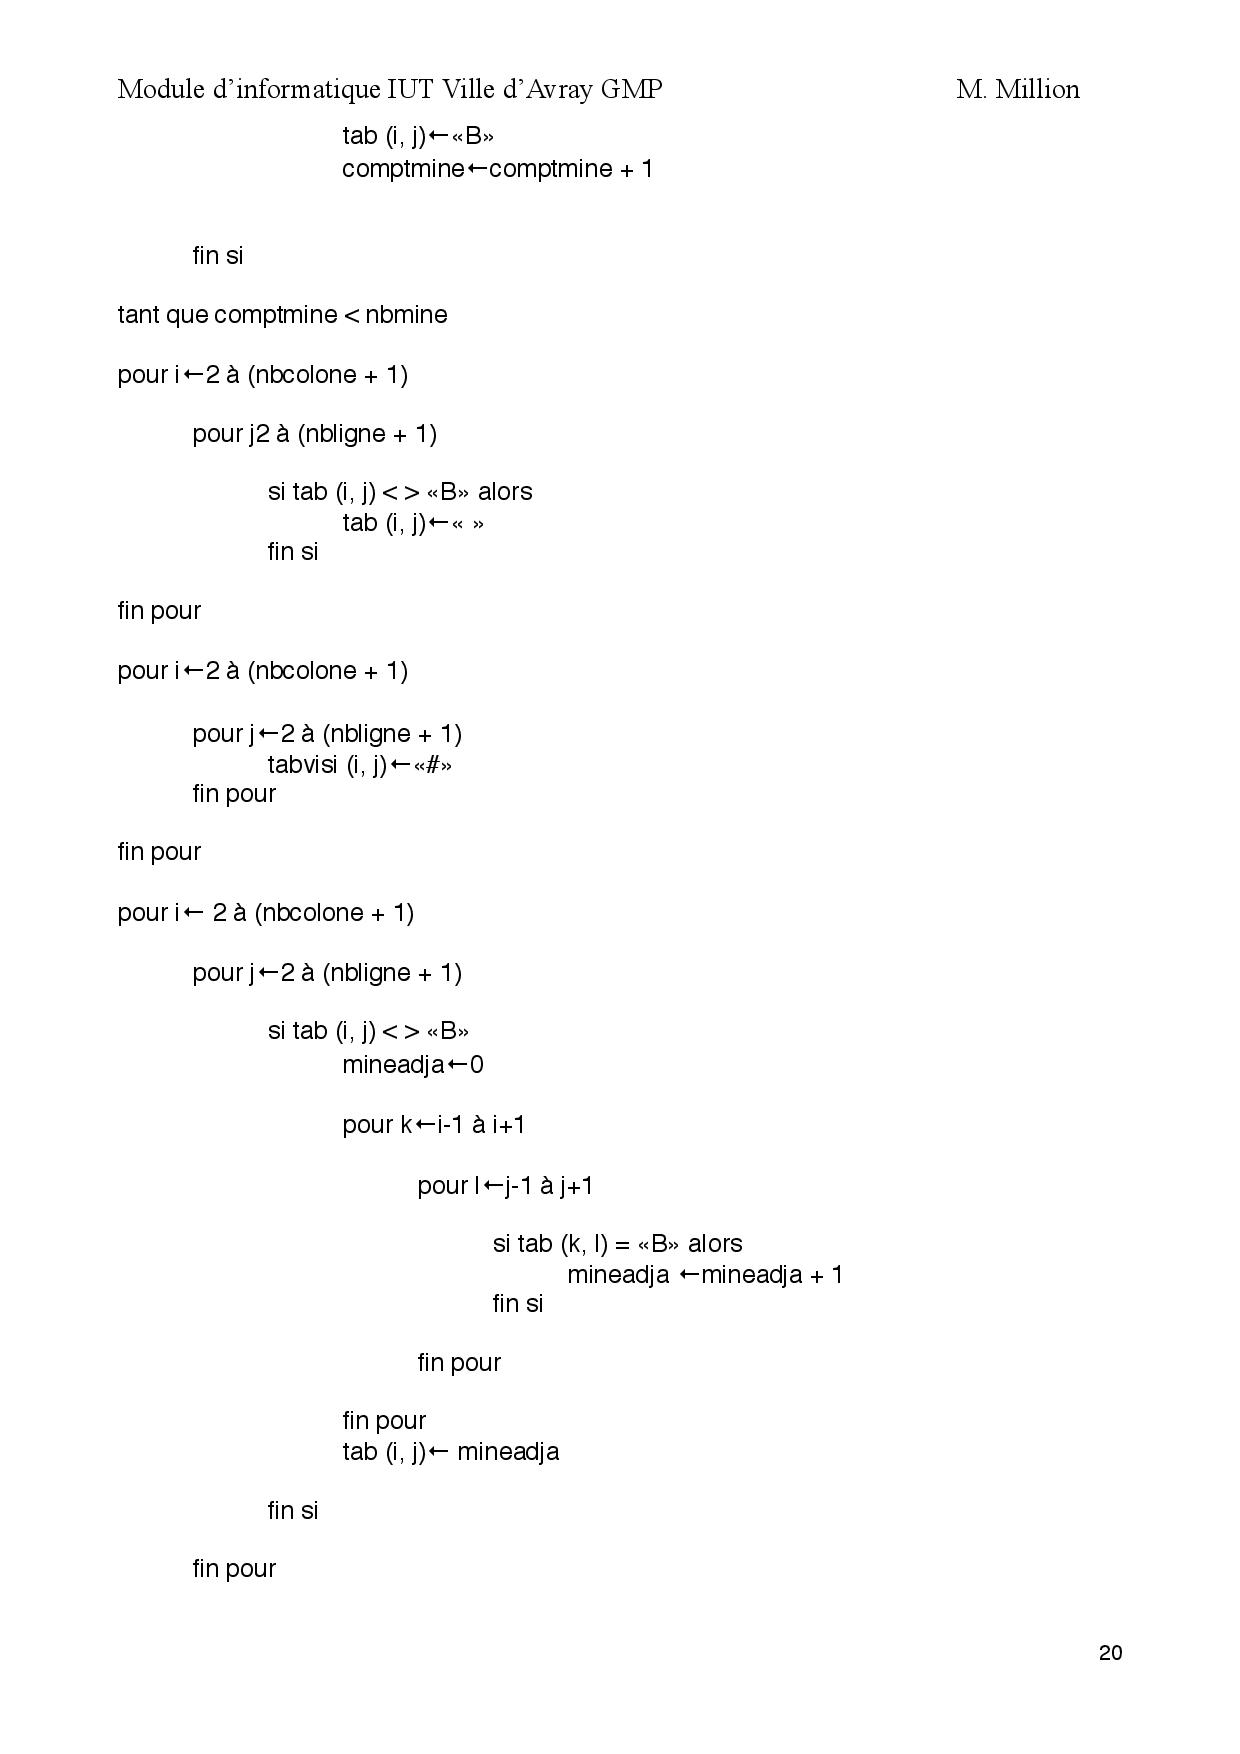 Module d’informatique IUT Ville d’Avray GMP M. Million
tab (i, j)←«B»
comptmine←comptmine + 1
fin si
tant que comptmine < nbmine
pour i←2 à (nbcolone + 1)
pour j2 à (nbligne + 1)
si tab (i, j) < > «B» alors
tab (i, j)←« »
fin si
fin pour
pour i←2 à (nbcolone + 1)
pour j←2 à (nbligne + 1)
tabvisi (i, j)←«#»
fin pour
fin pour
pour i← 2 à (nbcolone + 1)
pour j←2 à (nbligne + 1)
si tab (i, j) < > «B»
mineadja←0
pour k←i-1 à i+1
pour l←j-1 à j+1
si tab (k, l) = «B» alors
mineadja ←mineadja + 1
fin si
fin pour
fin pour
tab (i, j)← mineadja
fin si
fin pour
20